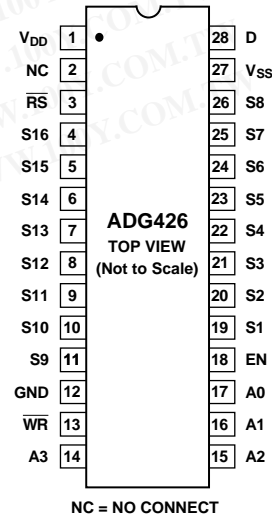 VDD 1 28 D
NC 2 27 VSS
RS 3 26 S8
S16 4 25 S7
S15 5 24 S6
S14 6 23 S5
S13 7 22 S4
S12 8 21 S3
S11 9 20 S2
S10 10 19 S1
S9 11 18 EN
GND 12 17 A0
WR 13 16 A1
A3 14 15 A2
ADG426
TOP VIEW
(Not to Scale)
NC = NO CONNECT